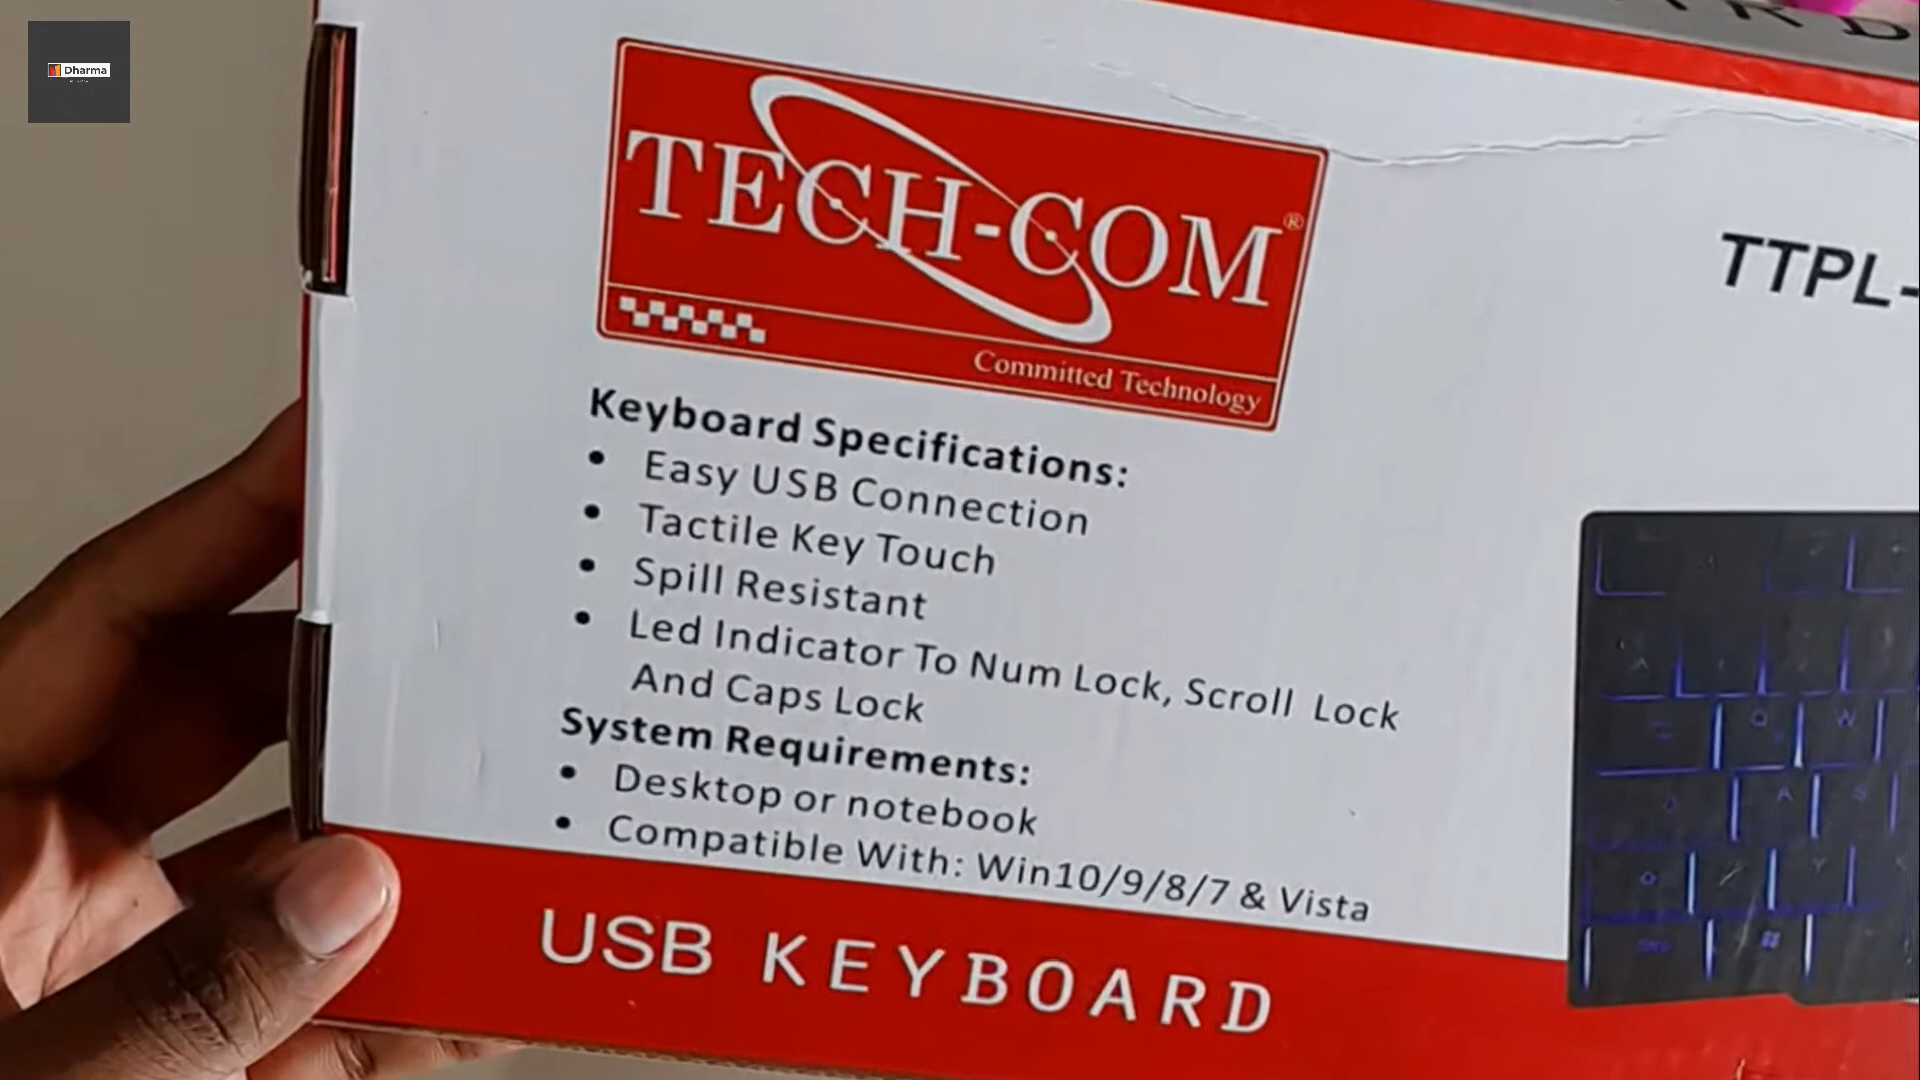 Dharma
TECH-COM®
Committed Technology
TTPL-
Keyboard Specifications:
• Easy USB Connection
• Tactile Key Touch
• Spill Resistant
• Led Indicator To Num Lock, Scroll Lock
And Caps Lock
System Requirements:
• Desktop or notebook
• Compatible With: Win10/9/8/7 & Vista
USB KEYBOARD
Q W
A S